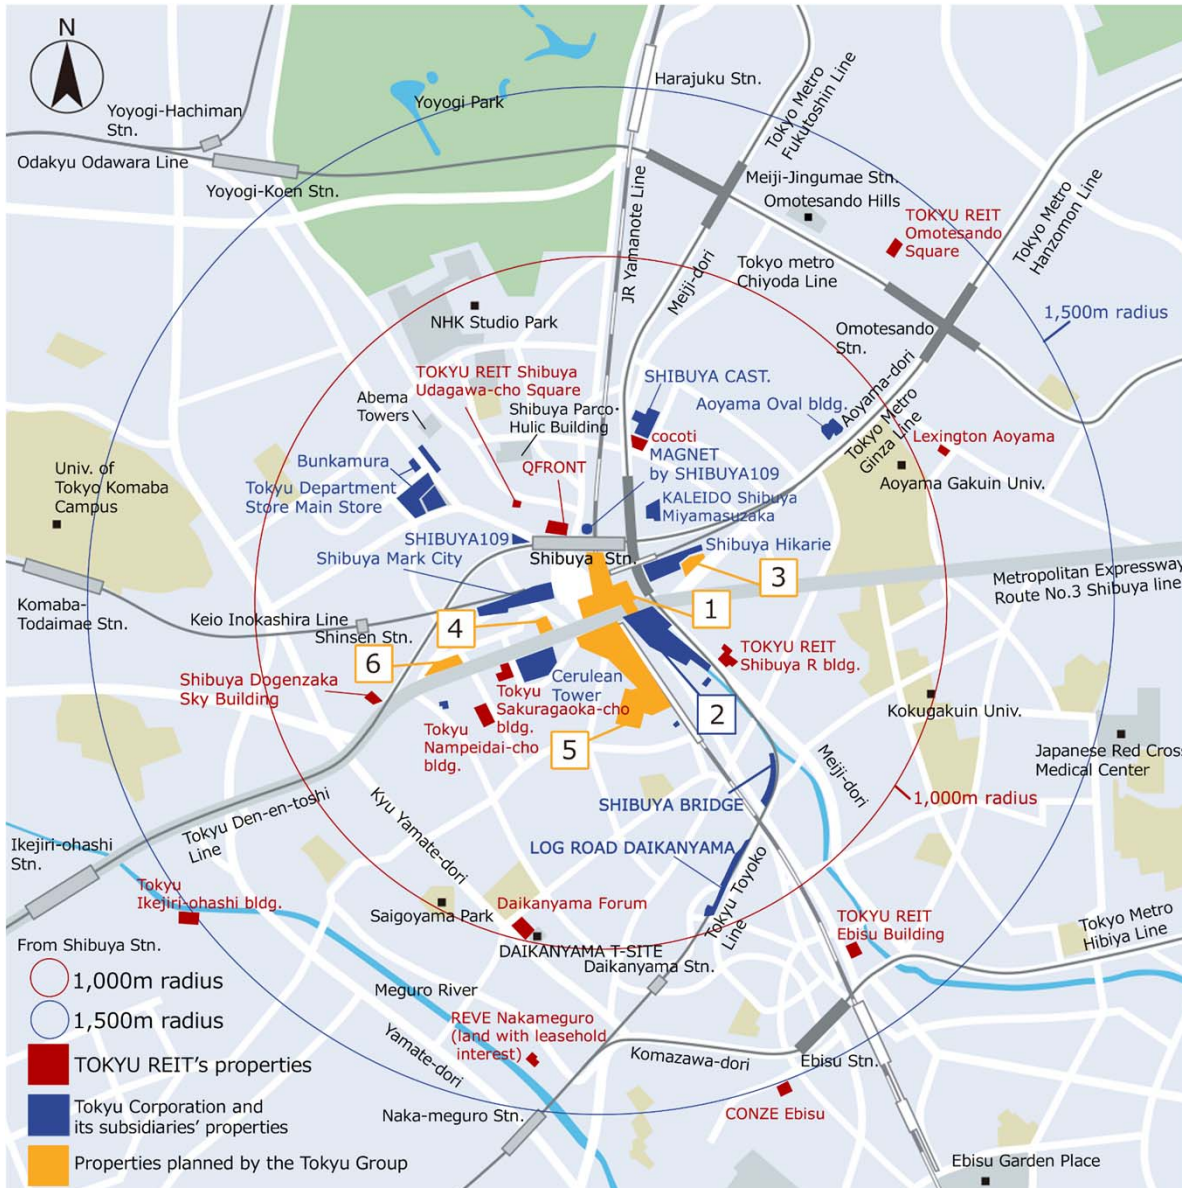 N
Harajuku Stn.
Yoyogi Park
Yoyogi-Hachiman
Stn.
Odakyu Odawara Line
Yoyogi-Koen Stn.
JR Yamanote Line
Tokyo Metro
Fukutoshin Line
Meiji-dori
Meiji-Jingumae Stn.
Omotesando Hills
TOKYU REIT
Omotesando
Square
Tokyo Metro
Hanzomon Line
Tokyo metro
Chiyoda Line
Omotesando
Stn.
1,500m radius
NHK Studio Park
TOKYU REIT Shibuya
Udagawa-cho Square
Abema
Towers
Shibuya Parco·
Hulic Building
SHIBUYA CAST.
Aoyama Oval bldg.
Aoyama-dori
Tokyo Metro
Ginza Line
Lexington Aoyama
Aoyama Gakuin Univ.
cocoti
MAGNET
by SHIBUYA109
QFRONT
Bunkamura
Tokyu Department
Store Main Store
Univ. of
Tokyo Komaba
Campus
KALEIDO Shibuya
Miyamasuzaka
SHIBUYA109
Shibuya Mark City
Shibuya Stn.
Shibuya Hikarie
3
Metropolitan Expressway
Route No.3 Shibuya line
Komaba-
Todaimae Stn.
Keio Inokashira Line
Shinsen Stn.
1
4
6
TOKYU REIT
Shibuya R bldg.
Shibuya Dogenzaka
Sky Building
Cerulean
Tower
Tokyu
Sakuragaoka-cho
bldg.
Tokyu
Nampeidai-cho
bldg.
2
5
Kokugakuin Univ.
Japanese Red Cross
Medical Center
Meiji-dori
1,000m radius
SHIBUYA BRIDGE
Tokyu Den-en-toshi
Line
Kyu Yamate-dori
LOG ROAD DAIKANYAMA
Tokyu Toyoko
Line
Ikejiri-ohashi
Stn.
Tokyu
Ikejiri-ohashi bldg.
Saigoyama Park
Daikanyama Forum
DAIKANYAMA T-SITE
Daikanyama Stn.
TOKYU REIT
Ebisu Building
Tokyo Metro
Hibiya Line
Meguro River
Yamate-dori
REVE Nakameguro
(land with leasehold
interest)
Komazawa-dori
Ebisu Stn.
Naka-meguro Stn.
CONZE Ebisu
Ebisu Garden Place
From Shibuya Stn.
1,000m radius
1,500m radius
TOKYU REIT's properties
Tokyu Corporation and
its subsidiaries' properties
Properties planned by the Tokyu Group